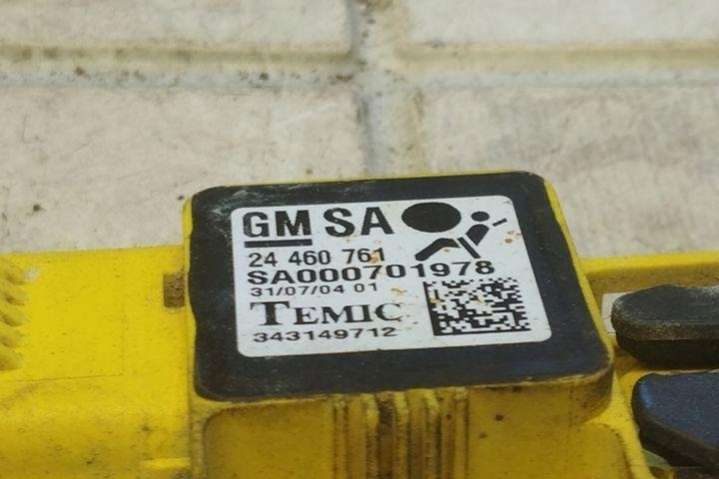 GM SA
24 460 761
SA000701978
31/07/04 01
TEMIC
343149712